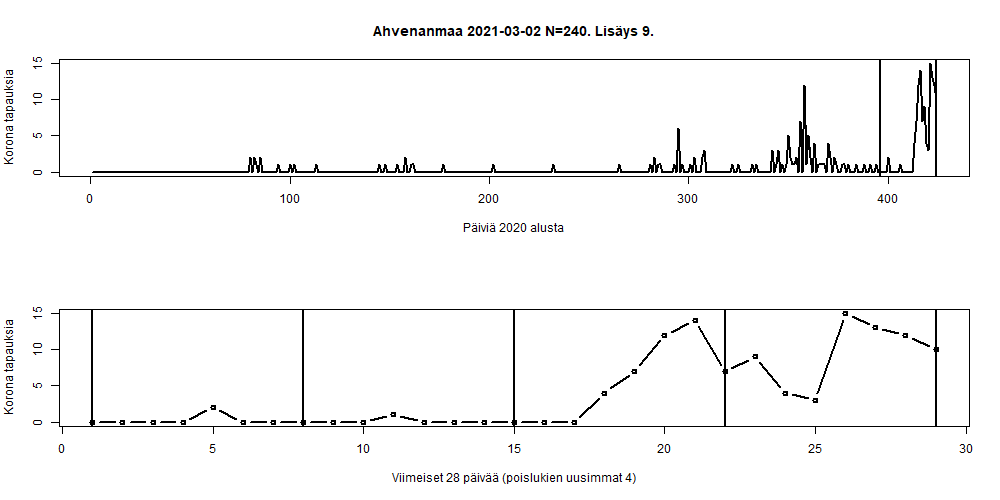 Ahvenanmaa 2021-03-02 N=240. Lisäys 9.
Korona tapauksia
0 5 10 15
0 100 200 300 400
Päiviä 2020 alusta
Korona tapauksia
0 5 10 15
0 5 10 15 20 25 30
Viimeiset 28 päivää (poislukien uusimmat 4)